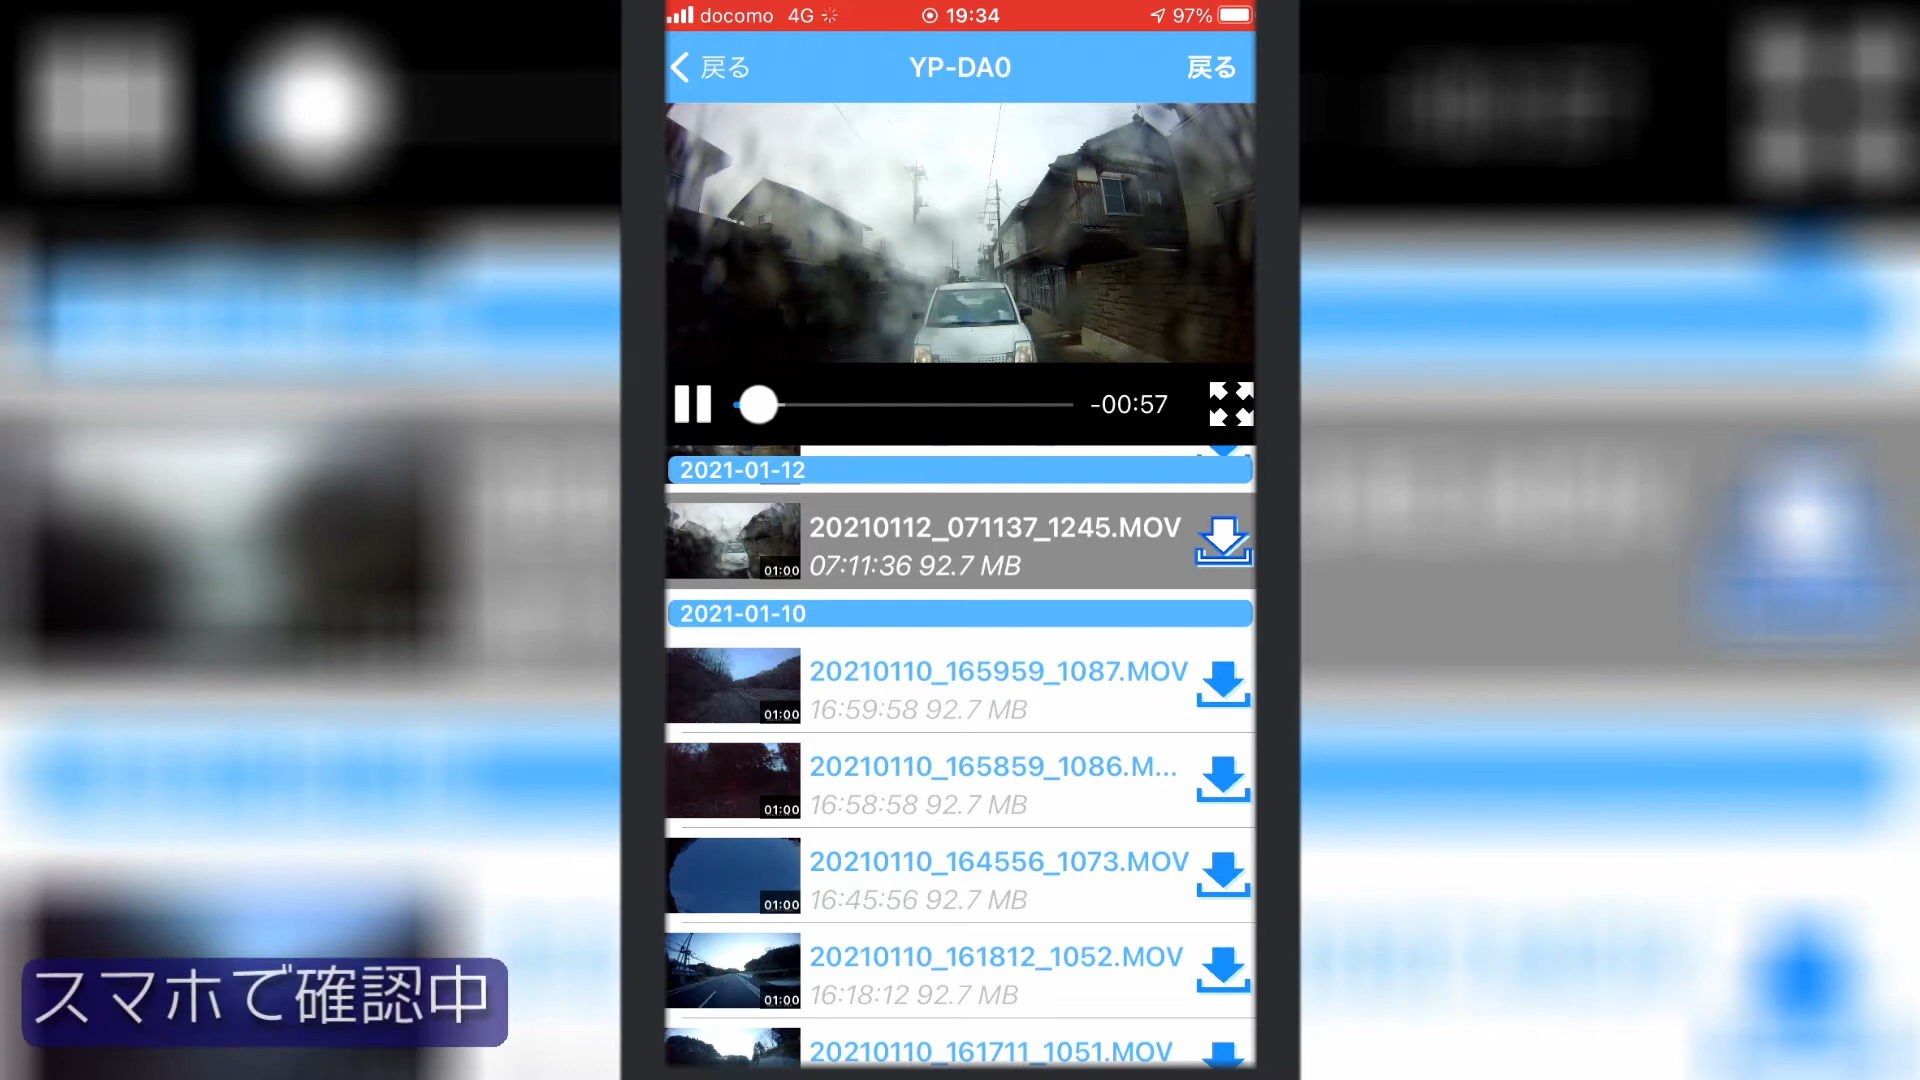 docomo 4G 19:34 97%
戻る YP-DA0 戻る
-00:57
2021-01-12
20210112_071137_1245.MOV
01:00 07:11:36 92.7 MB
2021-01-10
20210110_165959_1087.MOV
01:00 16:59:58 92.7 MB
20210110_165859_1086.M...
01:00 16:58:58 92.7 MB
20210110_164556_1073.MOV
01:00 16:45:56 92.7 MB
20210110_161812_1052.MOV
01:00 16:18:12 92.7 MB
20210110_161711_1051.MOV
スマホで確認中